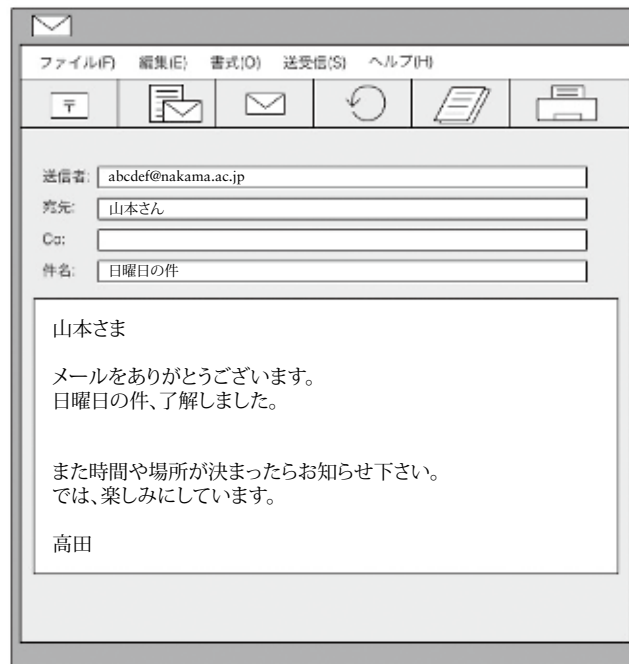 ファイル(F) 編集(E) 書式(O) 送受信(S) ヘルプ(H)
〒
送信者: abcdef@nakama.ac.jp
宛先: 山本さん
Cc:
件名: 日曜日の件
山本さま
メールをありがとうございます。
日曜日の件、了解しました。
また時間や場所が決まったらお知らせ下さい。
では、楽しみにしています。
高田